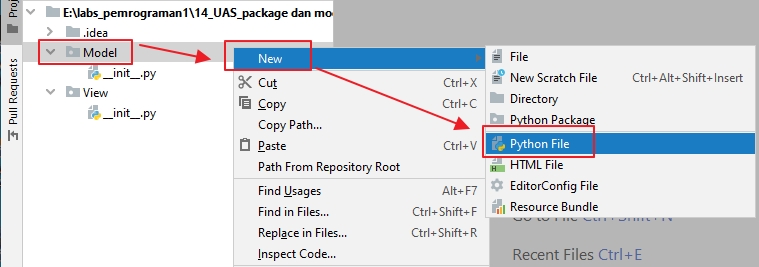 Proje
Pull Requests
E:\labs_pemrograman1\14_UAS_package dan mod
.idea
Model
__init__.py
View
__init__.py
New
Cut Ctrl+X
Copy Ctrl+C
Copy Path...
Paste Ctrl+V
Path From Repository Root
Find Usages Alt+F7
Find in Files... Ctrl+Shift+F
Replace in Files... Ctrl+Shift+R
Inspect Code...
File
New Scratch File Ctrl+Alt+Shift+Insert
Directory
Python Package
Python File
HTML File
EditorConfig File
Resource Bundle
Go to File Ctrl+Shift+N
Recent Files Ctrl+E